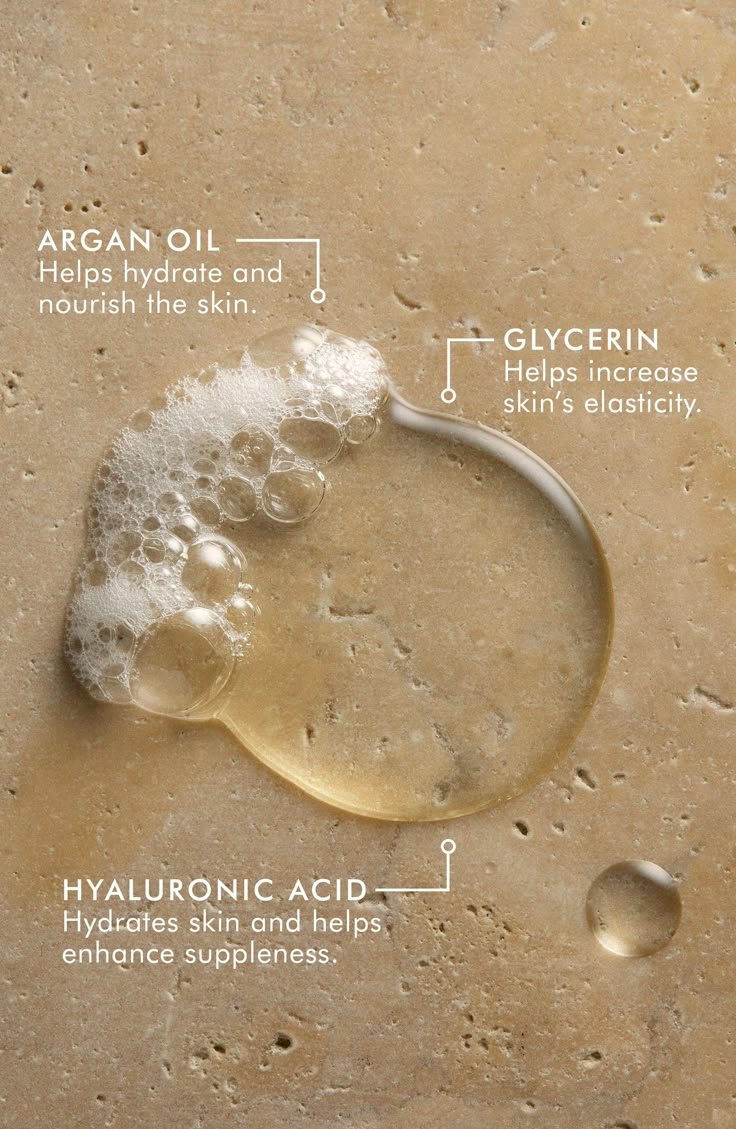 ARGAN OIL
Helps hydrate and
nourish the skin.
GLYCERIN
Helps increase
skin's elasticity.
HYALURONIC ACID
Hydrates skin and helps
enhance suppleness.